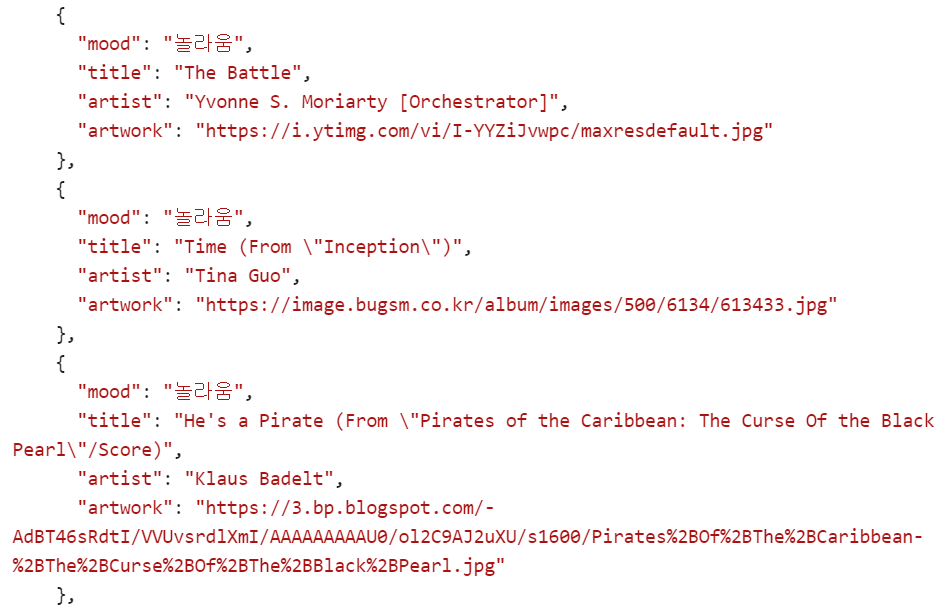 {
"mood": "놀라움",
"title": "The Battle",
"artist": "Yvonne S. Moriarty [Orchestrator]",
"artwork": "https://i.ytimg.com/vi/I-YYZiJvwpc/maxresdefault.jpg"
},
{
"mood": "놀라움",
"title": "Time (From \"Inception\")",
"artist": "Tina Guo",
"artwork": "https://image.bugsm.co.kr/album/images/500/6134/613433.jpg"
},
{
"mood": "놀라움",
"title": "He's a Pirate (From \"Pirates of the Caribbean: The Curse Of the Black
Pearl\"/Score)",
"artist": "Klaus Badelt",
"artwork": "https://3.bp.blogspot.com/-
AdBT46sRdtI/VVUvsrdlXmI/AAAAAAAAAU0/ol2C9AJ2uXU/s1600/Pirates%2BOf%2BThe%2BCaribbean-
%2BThe%2BCurse%2BOf%2BThe%2BBlack%2BPearl.jpg"
},